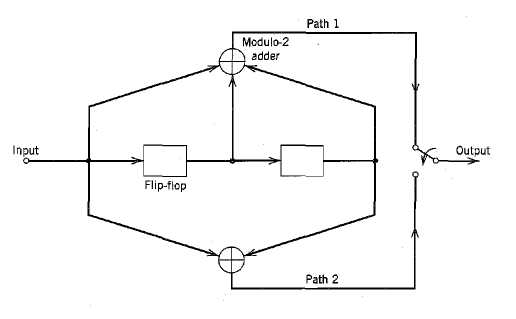 Path 1
Modulo-2
adder
Input
Output
Flip-flop
Path 2